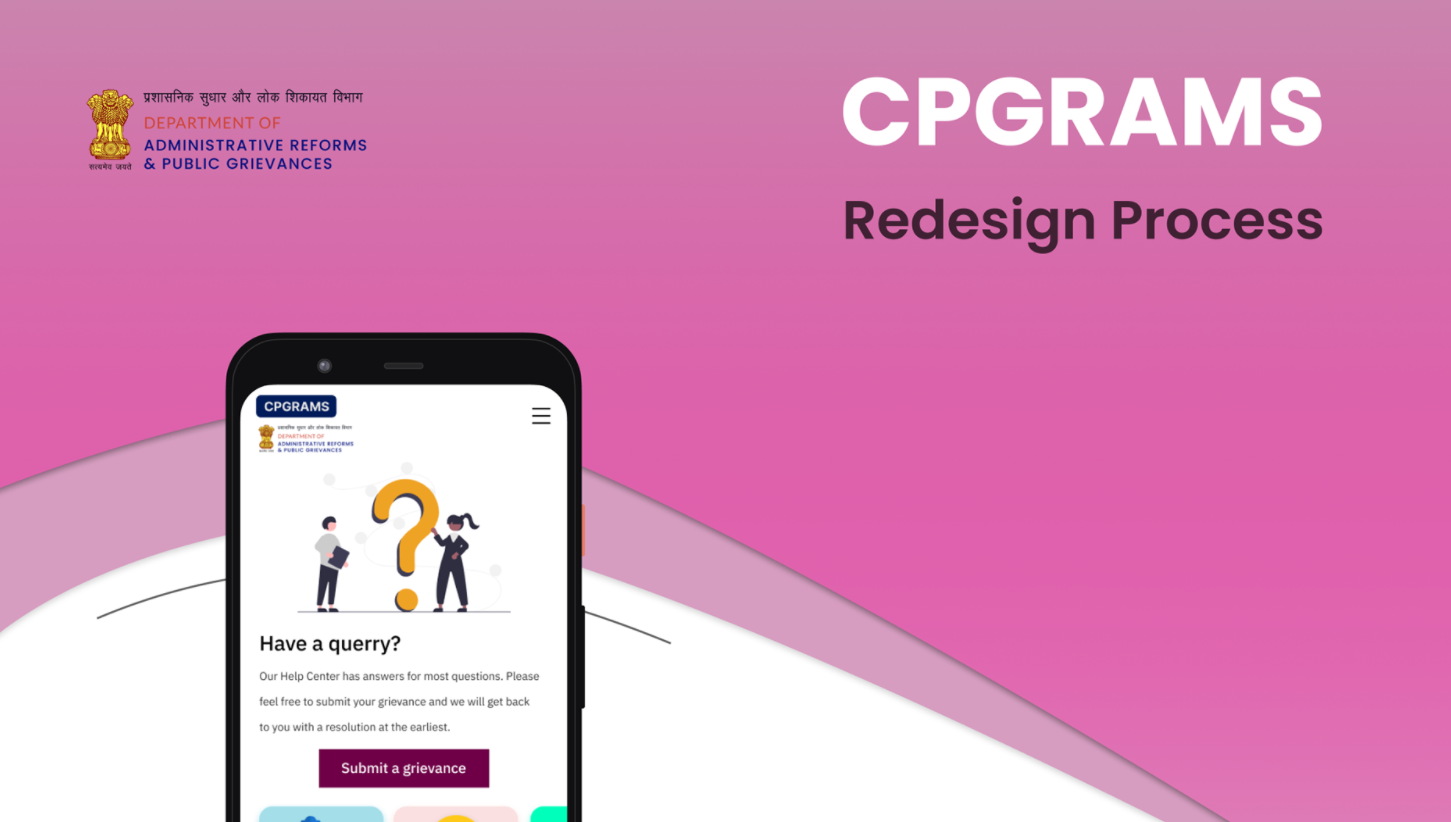 प्रशासनिक सुधार और लोक शिकायत विभाग
DEPARTMENT OF
ADMINISTRATIVE REFORMS
& PUBLIC GRIEVANCES
सत्यमेव जयते
CPGRAMS
Redesign Process
CPGRAMS
प्रशासनिक सुधार और लोक शिकायत विभाग
DEPARTMENT OF
ADMINISTRATIVE REFORMS
& PUBLIC GRIEVANCES
Have a querry?
Our Help Center has answers for most questions. Please
feel free to submit your grievance and we will get back
to you with a resolution at the earliest.
Submit a grievance